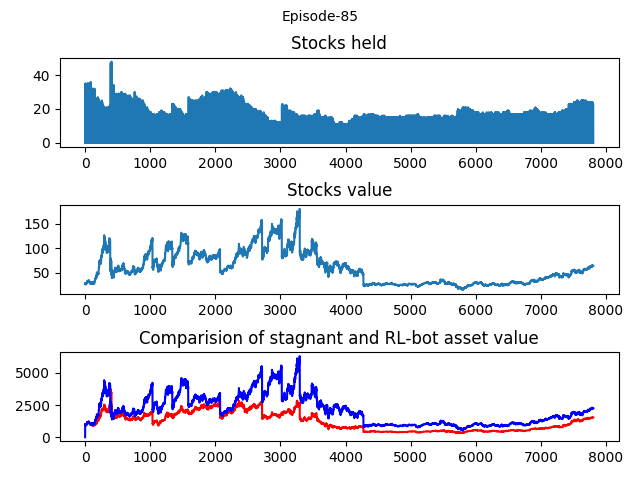 Episode-85
Stocks held
40
20
0
0 1000 2000 3000 4000 5000 6000 7000 8000
Stocks value
150
100
50
0 1000 2000 3000 4000 5000 6000 7000 8000
Comparision of stagnant and RL-bot asset value
5000
2500
0
0 1000 2000 3000 4000 5000 6000 7000 8000